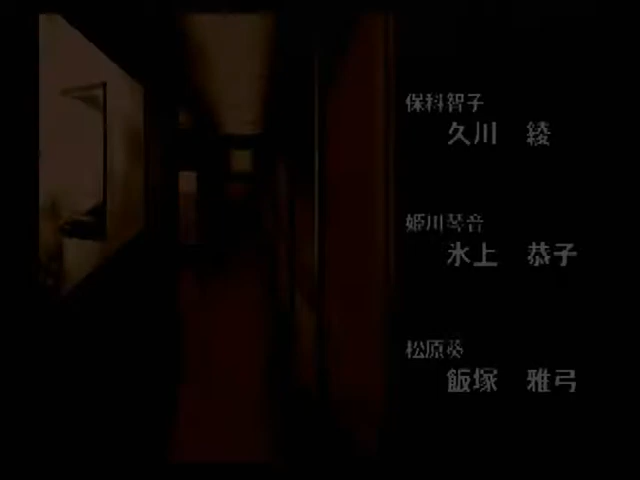 保科智子
久川　綾
姫川琴音
氷上　恭子
松原葵
飯塚　雅弓